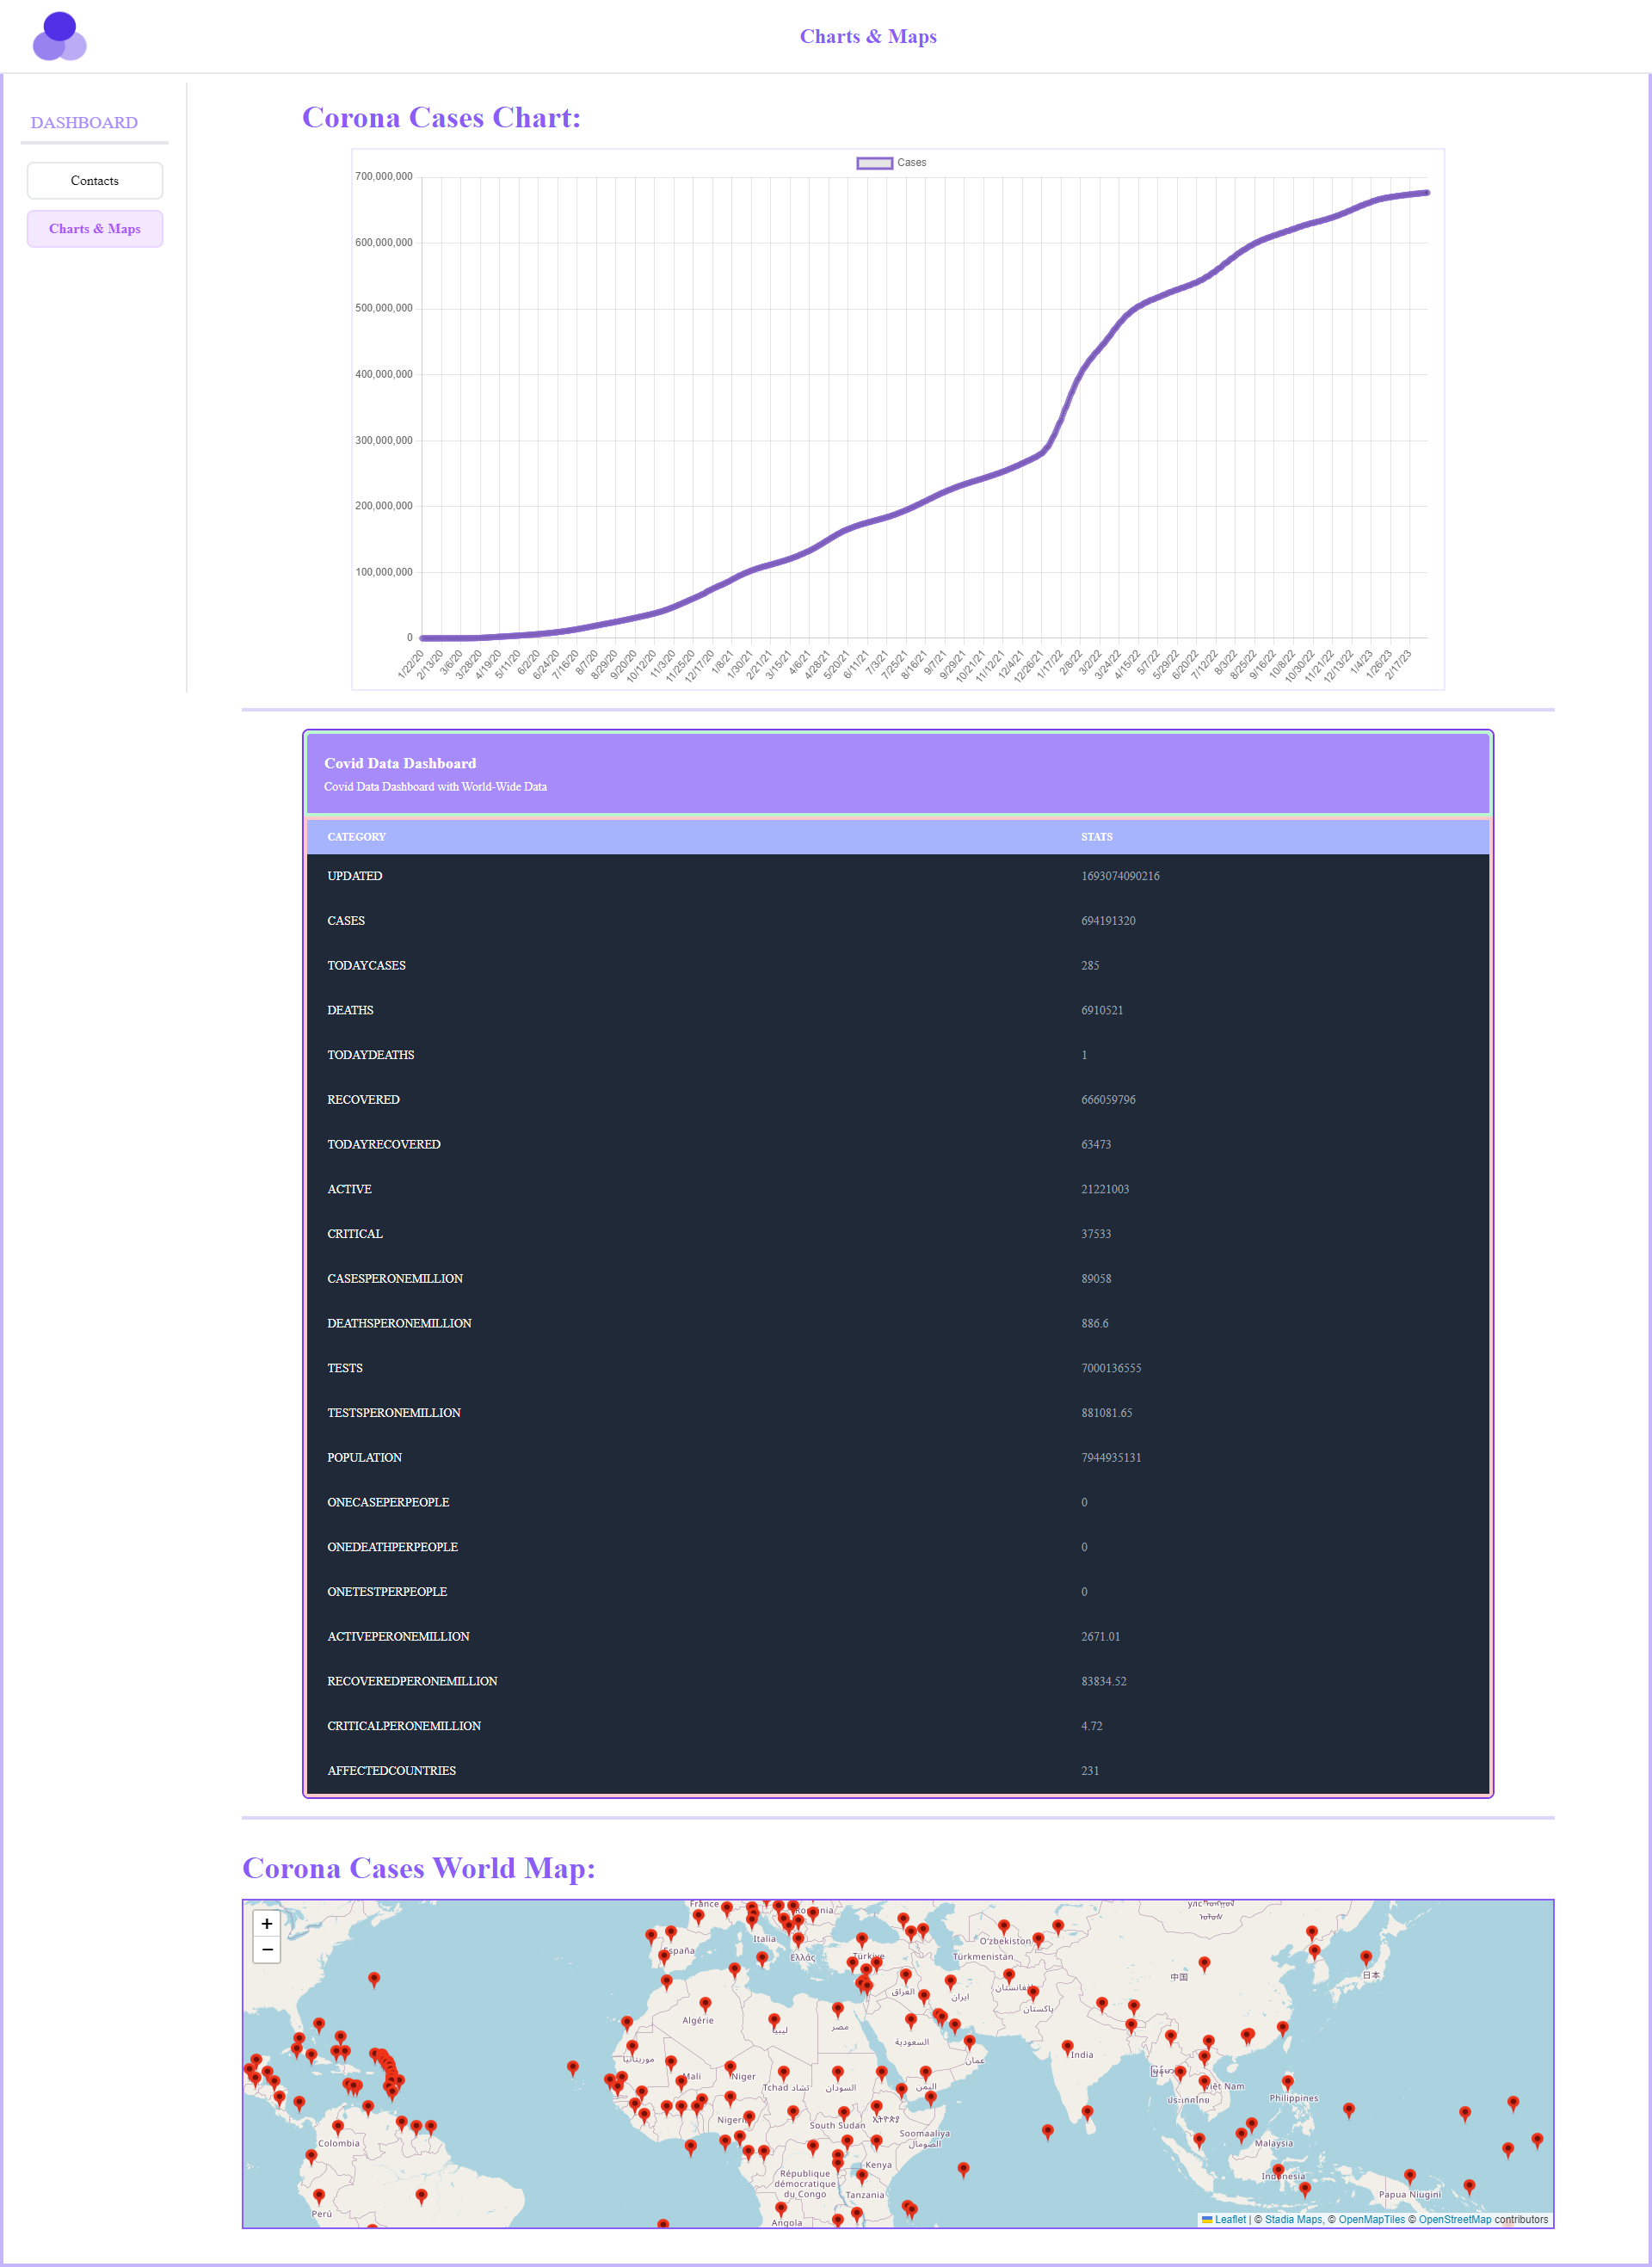 Charts & Maps
DASHBOARD
Contacts
Charts & Maps
Corona Cases Chart:
Cases
700,000,000
600,000,000
500,000,000
400,000,000
300,000,000
200,000,000
100,000,000
0
1/22/20 2/13/20 3/6/20 3/28/20 4/19/20 5/11/20 6/2/20 6/24/20 7/16/20 8/7/20 8/29/20 9/20/20 10/12/20 11/3/20 11/25/20 12/17/20 1/8/21 1/30/21 2/21/21 3/15/21 4/6/21 4/28/21 5/20/21 6/11/21 7/3/21 7/25/21 8/16/21 9/7/21 9/29/21 10/21/21 11/12/21 12/4/21 12/26/21 1/17/22 2/8/22 3/2/22 3/24/22 4/15/22 5/7/22 5/29/22 6/20/22 7/12/22 8/3/22 8/25/22 9/16/22 10/8/22 10/30/22 11/21/22 12/13/22 1/4/23 1/26/23 2/17/23
Covid Data Dashboard
Covid Data Dashboard with World-Wide Data
CATEGORY STATS
UPDATED 1693074090216
CASES 694191320
TODAYCASES 285
DEATHS 6910521
TODAYDEATHS 1
RECOVERED 666059796
TODAYRECOVERED 63473
ACTIVE 21221003
CRITICAL 37533
CASESPERONEMILLION 89058
DEATHSPERONEMILLION 886.6
TESTS 7000136555
TESTSPERONEMILLION 881081.65
POPULATION 7944935131
ONECASEPERPEOPLE 0
ONEDEATHPERPEOPLE 0
ONETESTPERPEOPLE 0
ACTIVEPERONEMILLION 2671.01
RECOVEREDPERONEMILLION 83834.52
CRITICALPERONEMILLION 4.72
AFFECTEDCOUNTRIES 231
Corona Cases World Map:
+
−
France
Italia
España
Ελλάς
Türkiye
O'zbekiston
Türkmenistan
中国
日本
العراق
ایران
پاکستان
Algérie
ليبيا
مصر
السعودية
عمان
India
موريتانيا
Mali
Niger
Tchad تشاد
السودان
اليمن
ประเทศไทย
Việt Nam
Philippines
Nigeria
South Sudan
ኢትዮጵያ
Soomaaliya
الصومال
Colombia
Malaysia
Kenya
République
démocratique
du Congo
Tanzania
Indonesia
Papua Niugini
Perú
Angola
Leaflet | © Stadia Maps, © OpenMapTiles © OpenStreetMap contributors